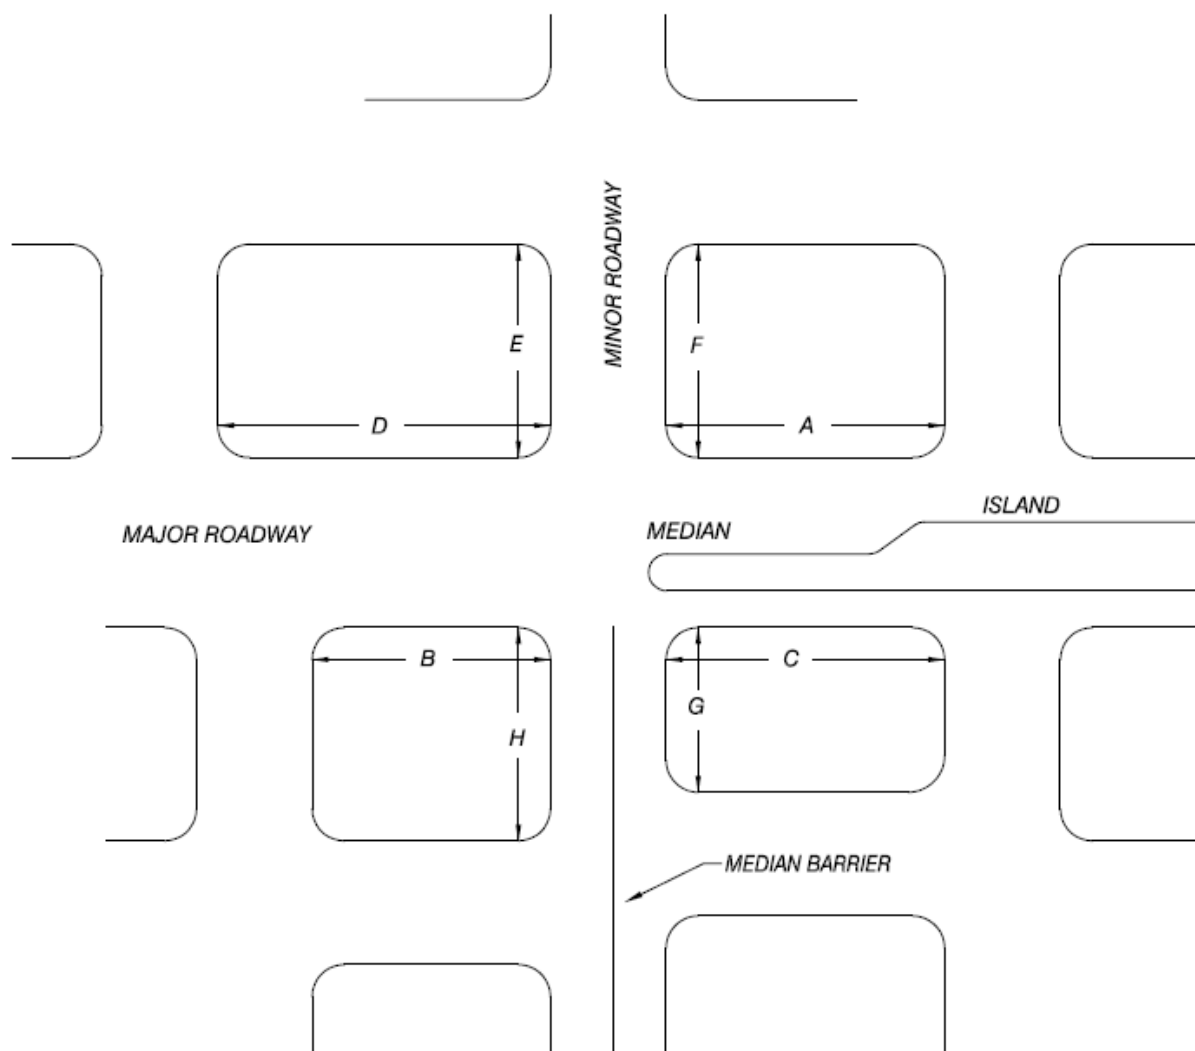 MINOR ROADWAY
E
F
D
A
ISLAND
MAJOR ROADWAY
MEDIAN
B
C
G
H
MEDIAN BARRIER